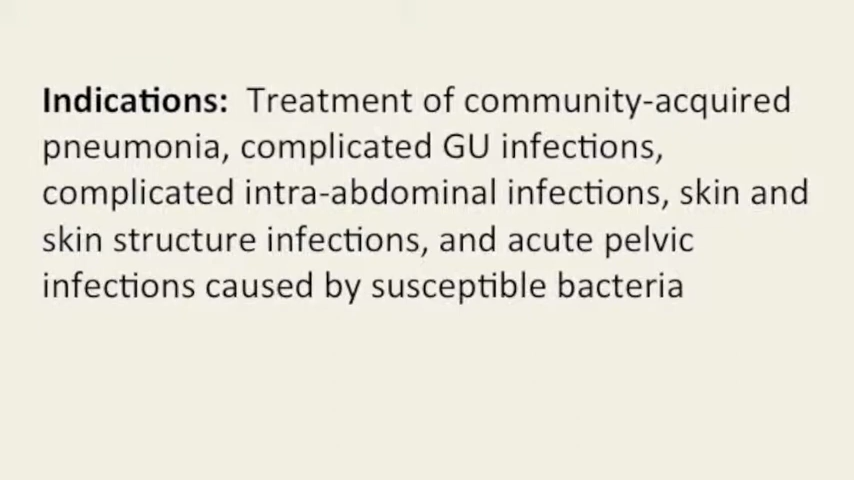 Indications:  Treatment of community-acquired
pneumonia, complicated GU infections,
complicated intra-abdominal infections, skin and
skin structure infections, and acute pelvic
infections caused by susceptible bacteria